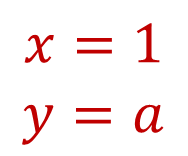 x = 1
y = a